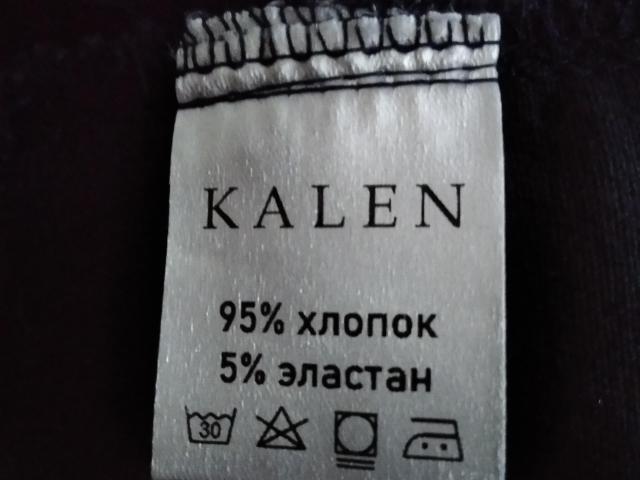 KALEN
95% хлопок
5% эластан
30